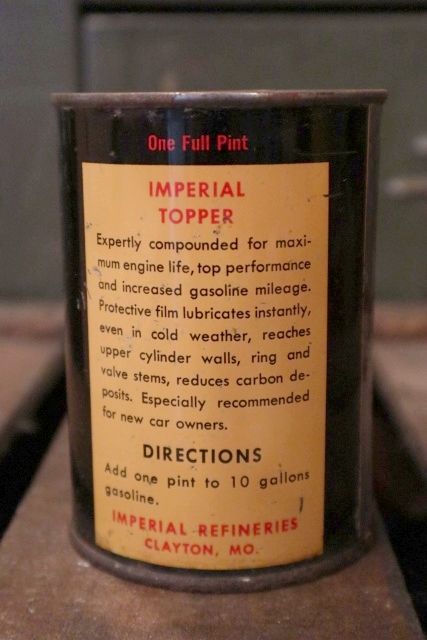 One Full Pint
IMPERIAL
TOPPER
Expertly compounded for maxi-
mum engine life, top performance
and increased gasoline mileage.
Protective film lubricates instantly,
even in cold weather, reaches
upper cylinder walls, ring and
valve stems, reduces carbon de-
posits. Especially recommended
for new car owners.
DIRECTIONS
Add one pint to 10 gallons
gasoline.
IMPERIAL REFINERIES
CLAYTON, MO.